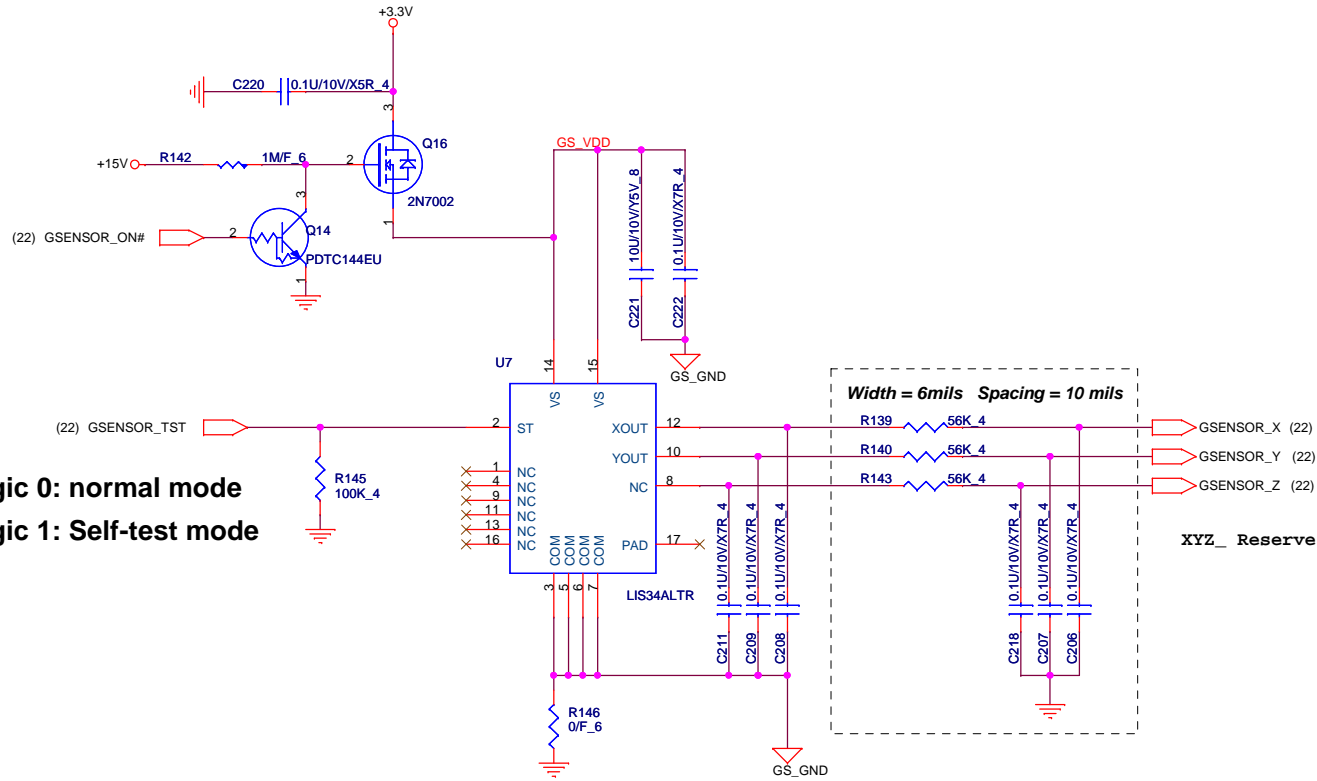 +3.3V
C220
0.1U/10V/X5R_4
3
Q16
+15V
R142
1M/F_6
2
2N7002
GS_VDD
3
1
(22) GSENSOR_ON#
2
Q14
PDTC144EU
1
10U/10V/Y5V_8
0.1U/10V/X7R_4
C221
C222
GS_GND
U7
14
15
VS
VS
Width = 6mils Spacing = 10 mils
(22) GSENSOR_TST
2
ST
XOUT
12
R139
56K_4
GSENSOR_X (22)
YOUT
10
R140
56K_4
GSENSOR_Y (22)
NC
8
R143
56K_4
GSENSOR_Z (22)
R145
100K_4
1
NC
4
NC
9
NC
11
NC
13
NC
16
NC
PAD
17
gic 0: normal mode
gic 1: Self-test mode
COM
COM
COM
COM
3
5
6
7
LIS34ALTR
0.1U/10V/X7R_4
0.1U/10V/X7R_4
0.1U/10V/X7R_4
C211
C209
C208
0.1U/10V/X7R_4
0.1U/10V/X7R_4
0.1U/10V/X7R_4
C218
C207
C206
XYZ_ Reserve
R146
0/F_6
GS_GND